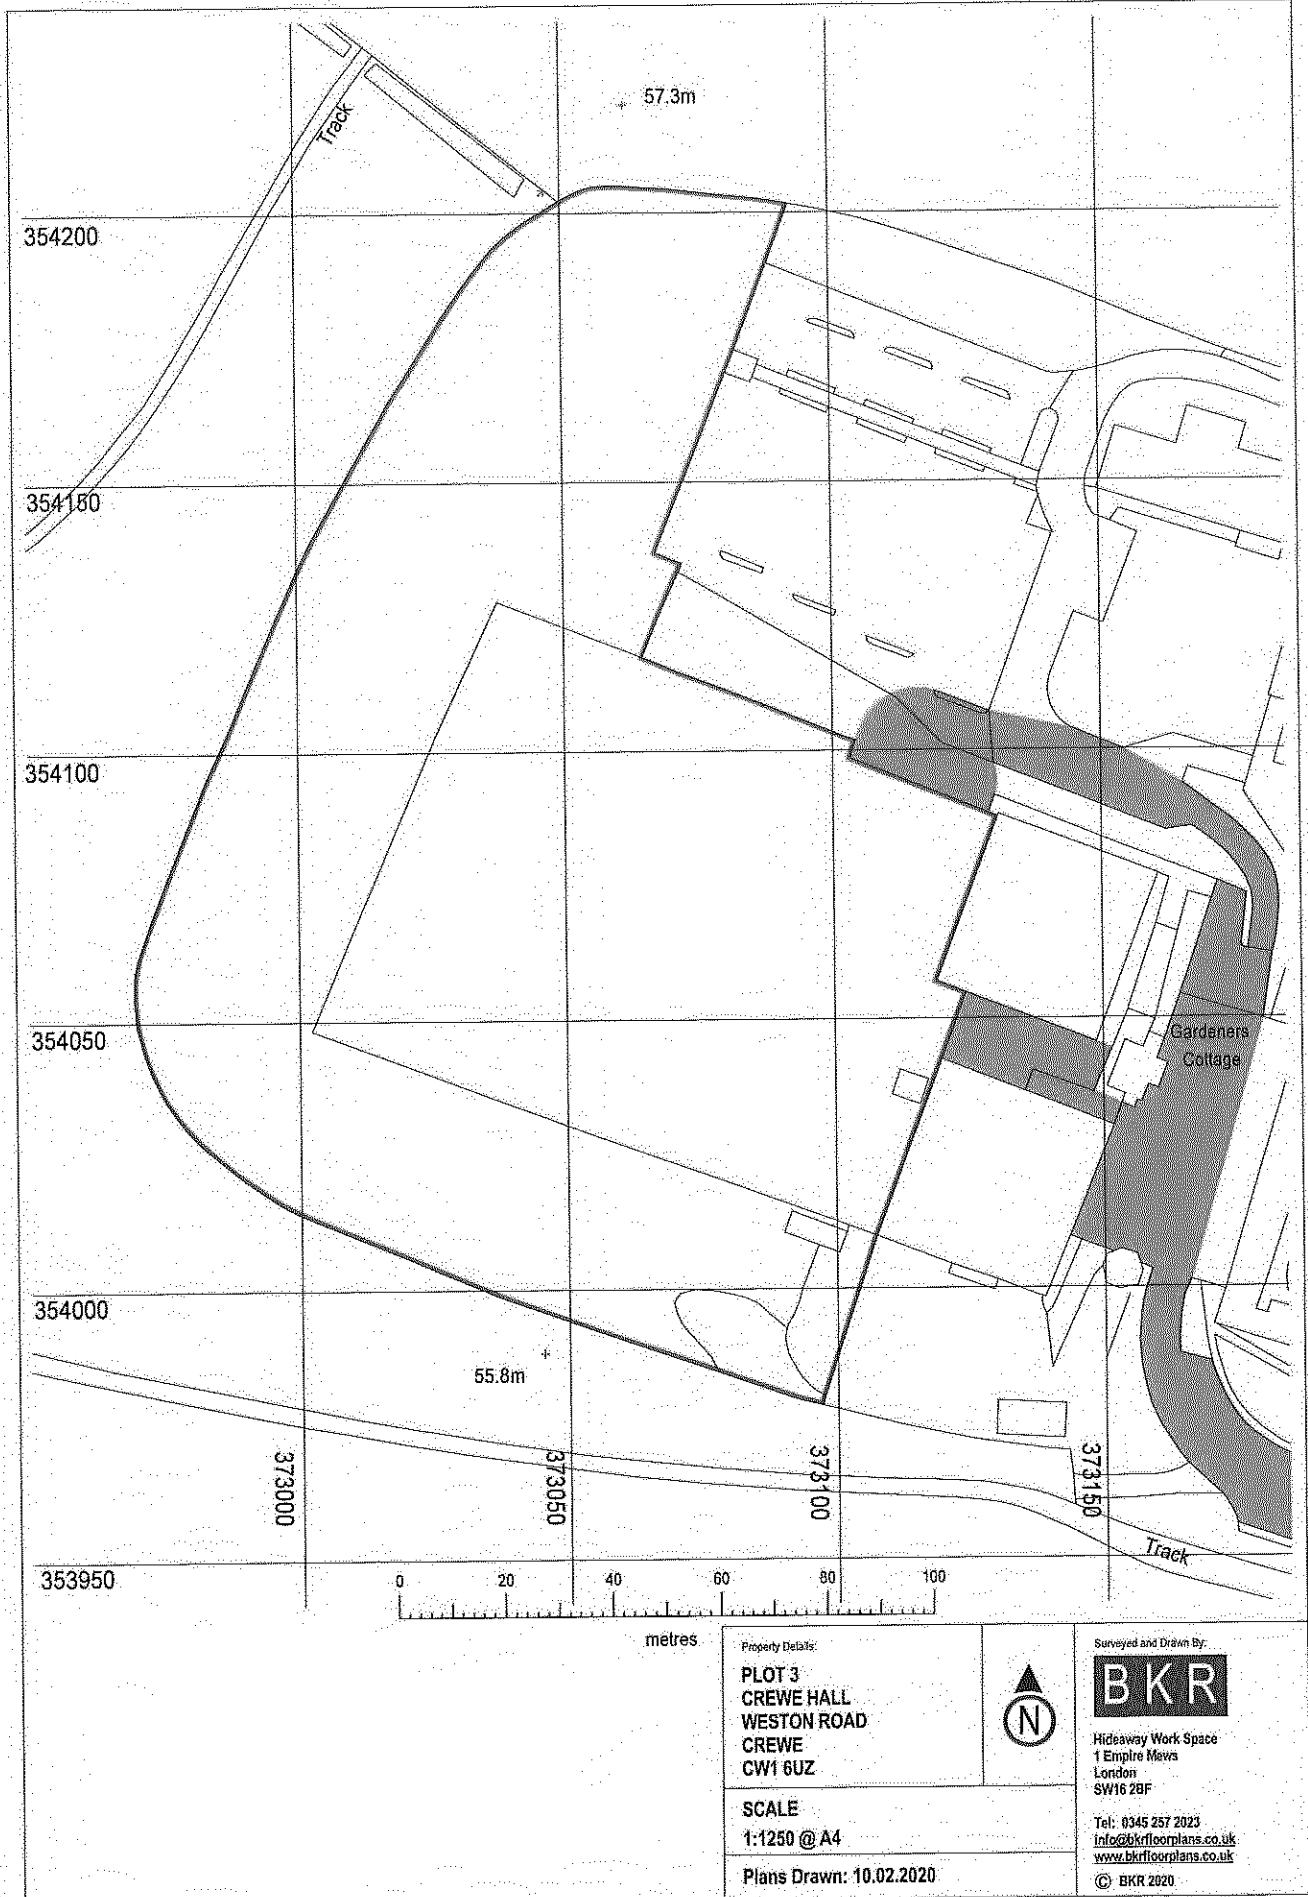 57.3m
Track
354200
354150
354100
354050
Gardeners
Cottage
354000
55.8m
373000
373050
373100
373150
Track
353950
0 20 40 60 80 100
metres
Property Details:
PLOT 3
CREWE HALL
WESTON ROAD
CREWE
CW1 6UZ
SCALE
1:1250 @ A4
Plans Drawn: 10.02.2020
N
Surveyed and Drawn By:
BKR
Hideaway Work Space
1 Empire Mews
London
SW16 2BF
Tel: 0345 257 2023
info@bkrfloorplans.co.uk
www.bkrfloorplans.co.uk
© BKR 2020